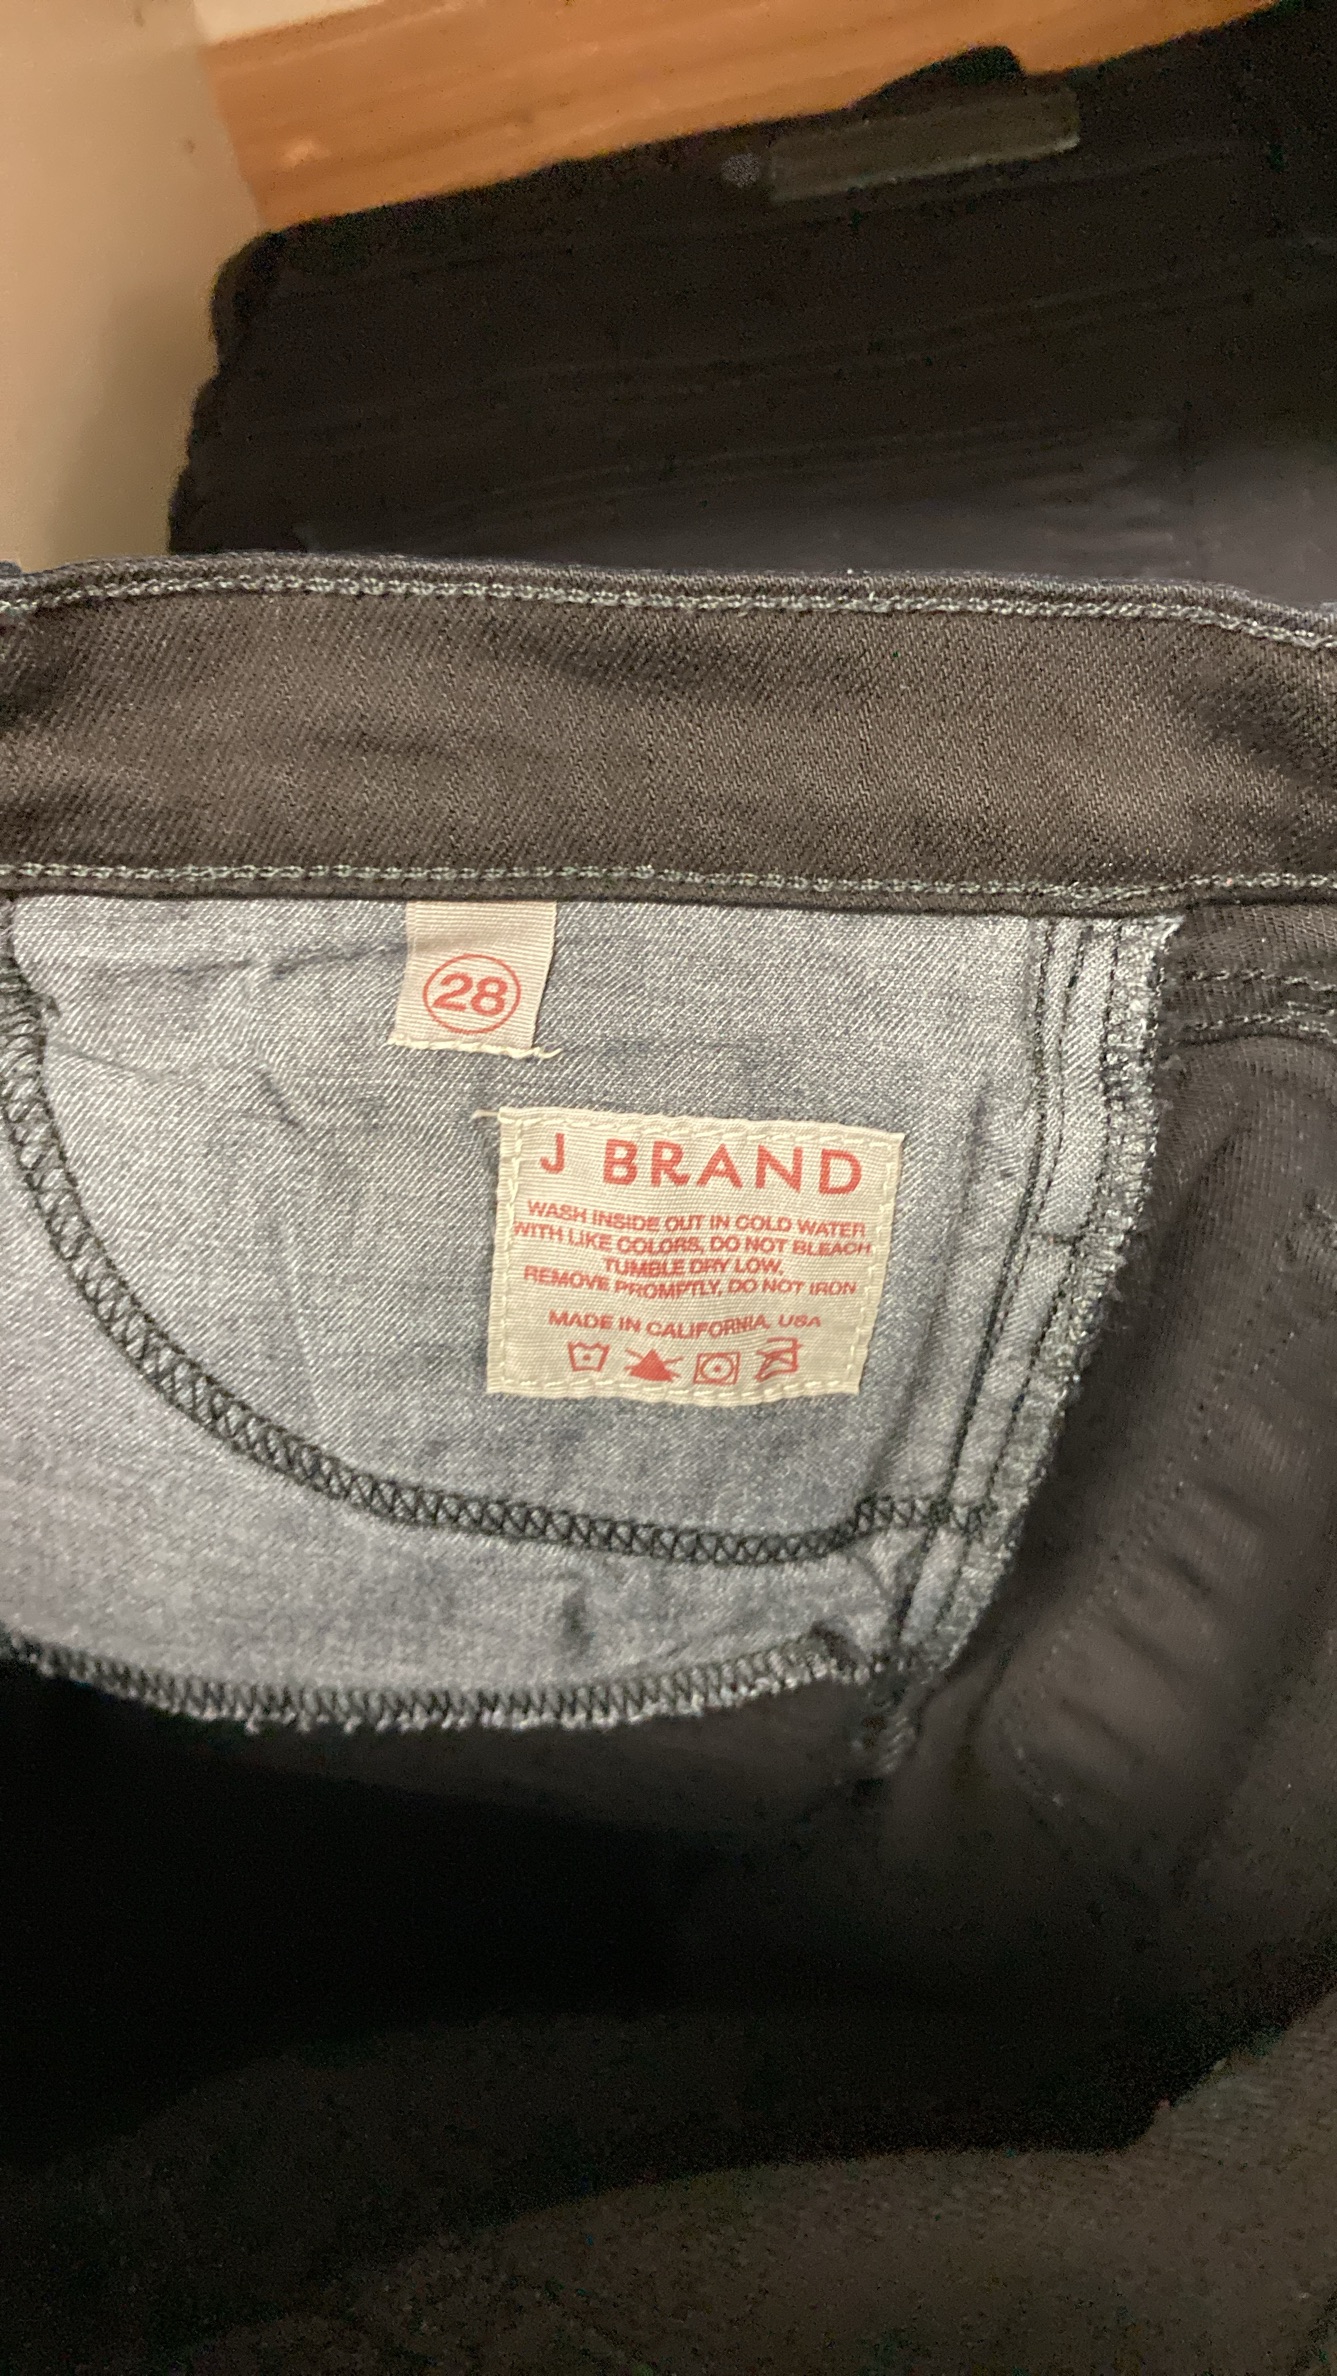 28
J BRAND
WASH INSIDE OUT IN COLD WATER
WITH LIKE COLORS, DO NOT BLEACH
TUMBLE DRY LOW.
REMOVE PROMPTLY, DO NOT IRON
MADE IN CALIFORNIA, USA